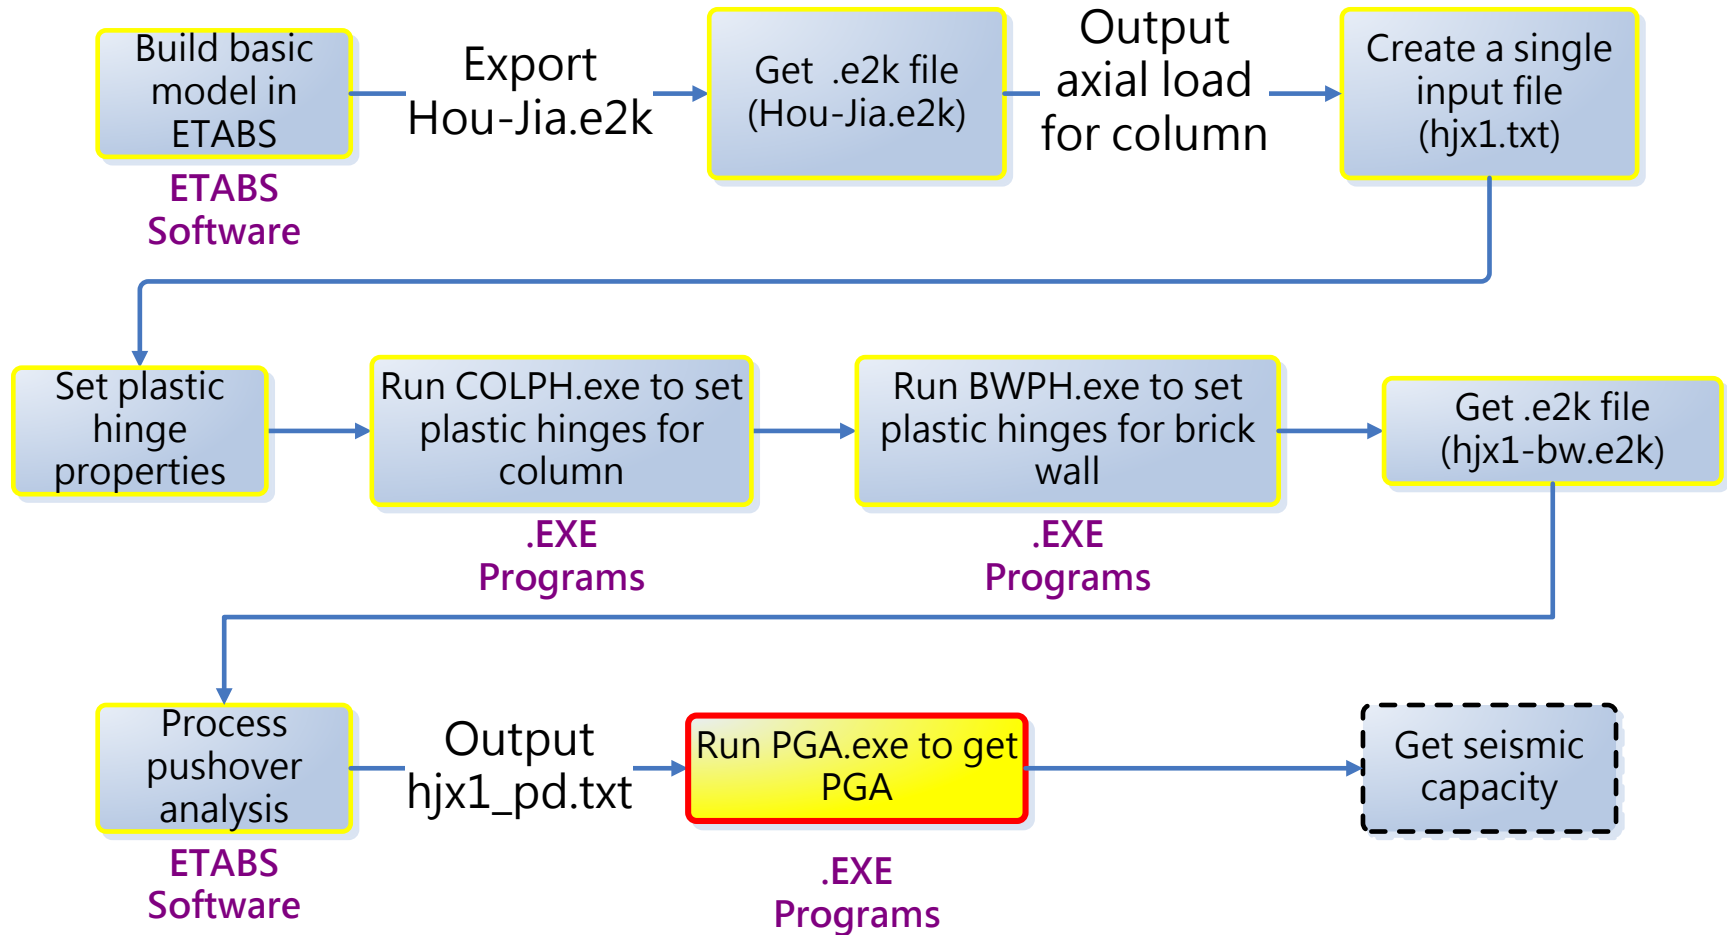 Build basic
model in
ETABS
ETABS
Software
Export
Hou-Jia.e2k
Get .e2k file
(Hou-Jia.e2k)
Output
axial load
for column
Create a single
input file
(hjx1.txt)
Set plastic
hinge
properties
Run COLPH.exe to set
plastic hinges for
column
.EXE
Programs
Run BWPH.exe to set
plastic hinges for brick
wall
.EXE
Programs
Get .e2k file
(hjx1-bw.e2k)
Process
pushover
analysis
ETABS
Software
Output
hjx1_pd.txt
Run PGA.exe to get
PGA
.EXE
Programs
Get seismic
capacity